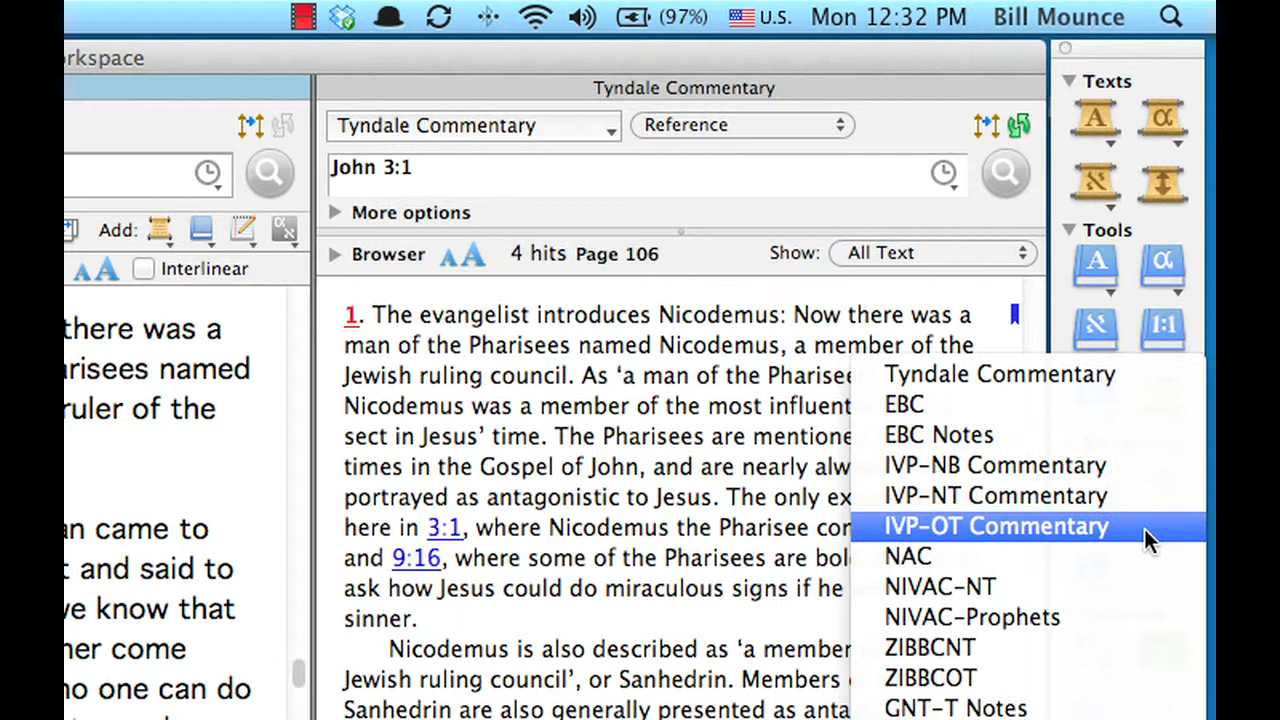 (97%) U.S. Mon 12:32 PM Bill Mounce
rkspace
Tyndale Commentary
Texts
Tyndale Commentary Reference
John 3:1
More options
Add:
Tools
Browser AA 4 hits Page 106 Show: All Text
AA Interlinear
there was a
arisees named
ruler of the
an came to
t and said to
ve know that
her come
no one can do
1. The evangelist introduces Nicodemus: Now there was a
man of the Pharisees named Nicodemus, a member of the
Jewish ruling council. As ‘a man of the Pharisee
Nicodemus was a member of the most influent
sect in Jesus’ time. The Pharisees are mentione
times in the Gospel of John, and are nearly alw
portrayed as antagonistic to Jesus. The only ex
here in 3:1, where Nicodemus the Pharisee con
and 9:16, where some of the Pharisees are bol
ask how Jesus could do miraculous signs if he
sinner.
Nicodemus is also described as ‘a member
Jewish ruling council’, or Sanhedrin. Members
Sanhedrin are also generally presented as anta
A α
א
A α
א 1:1
Tyndale Commentary
EBC
EBC Notes
IVP-NB Commentary
IVP-NT Commentary
IVP-OT Commentary
NAC
NIVAC-NT
NIVAC-Prophets
ZIBBCNT
ZIBBCOT
GNT-T Notes